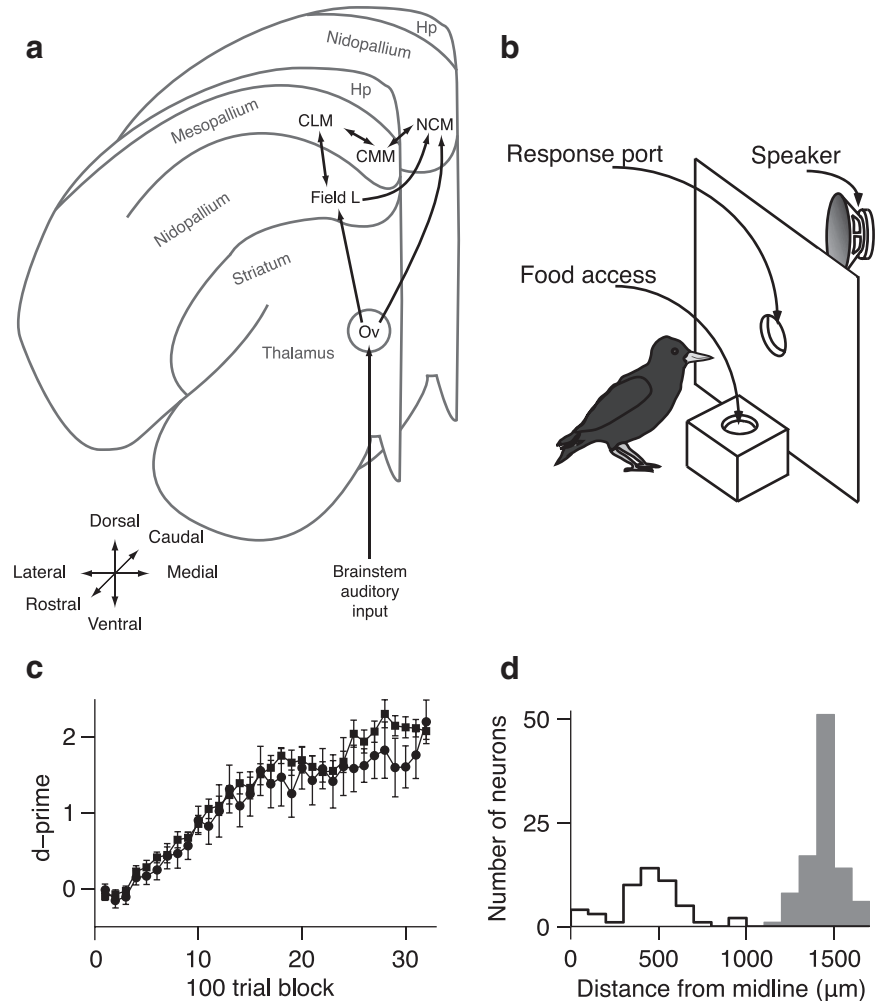 a
Hp
Nidopallium
Hp
Mesopallium
CLM
NCM
CMM
Field L
Nidopallium
Striatum
Ov
Thalamus
Dorsal
Caudal
Lateral
Medial
Rostral
Ventral
Brainstem
auditory
input
b
Response port
Speaker
Food access
c
2
1
0
d-prime
0
10
20
30
100 trial block
d
50
25
0
Number of neurons
0
500
1000
1500
Distance from midline (μm)